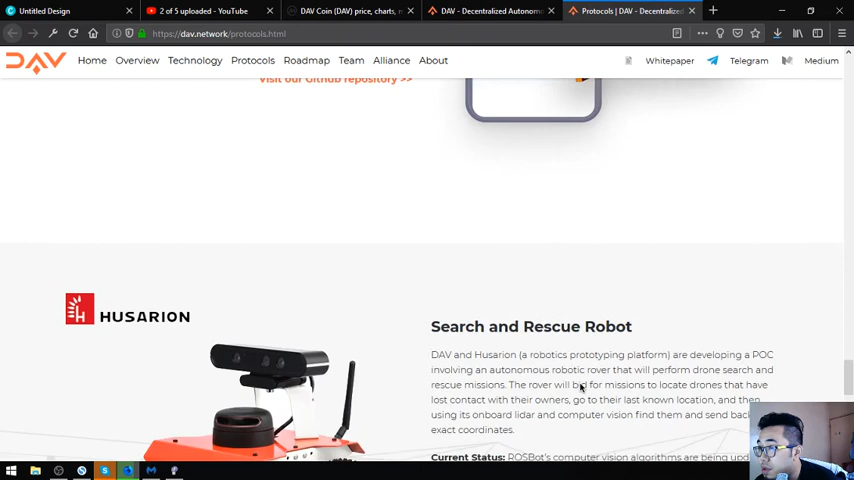 Untitled Design
2 of 5 uploaded - YouTube
DAV Coin (DAV) price, charts, m
DAV - Decentralized Autonom
Protocols | DAV - Decentralized
https://dav.network/protocols.html
DAV
Home Overview Technology Protocols Roadmap Team Alliance About
Whitepaper Telegram Medium
Visit our Github repository >>
HUSARION
Search and Rescue Robot
DAV and Husarion (a robotics prototyping platform) are developing a POC
involving an autonomous robotic rover that will perform drone search and
rescue missions. The rover will bid for missions to locate drones that have
lost contact with their owners, go to their last known location, and then
using its onboard lidar and computer vision find them and send back
exact coordinates.
Current Status: ROSBot's computer vision algorithms are being